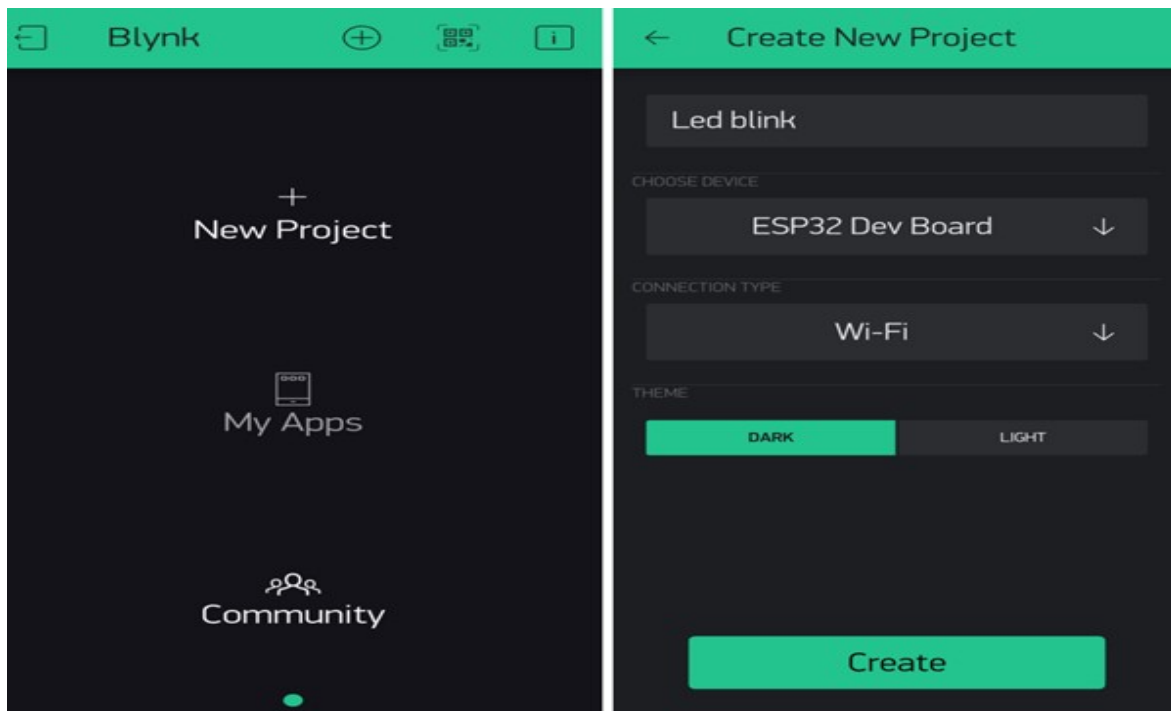 Blynk
New Project
My Apps
Community
Create New Project
Led blink
CHOOSE DEVICE
ESP32 Dev Board
CONNECTION TYPE
Wi-Fi
THEME
DARK LIGHT
Create